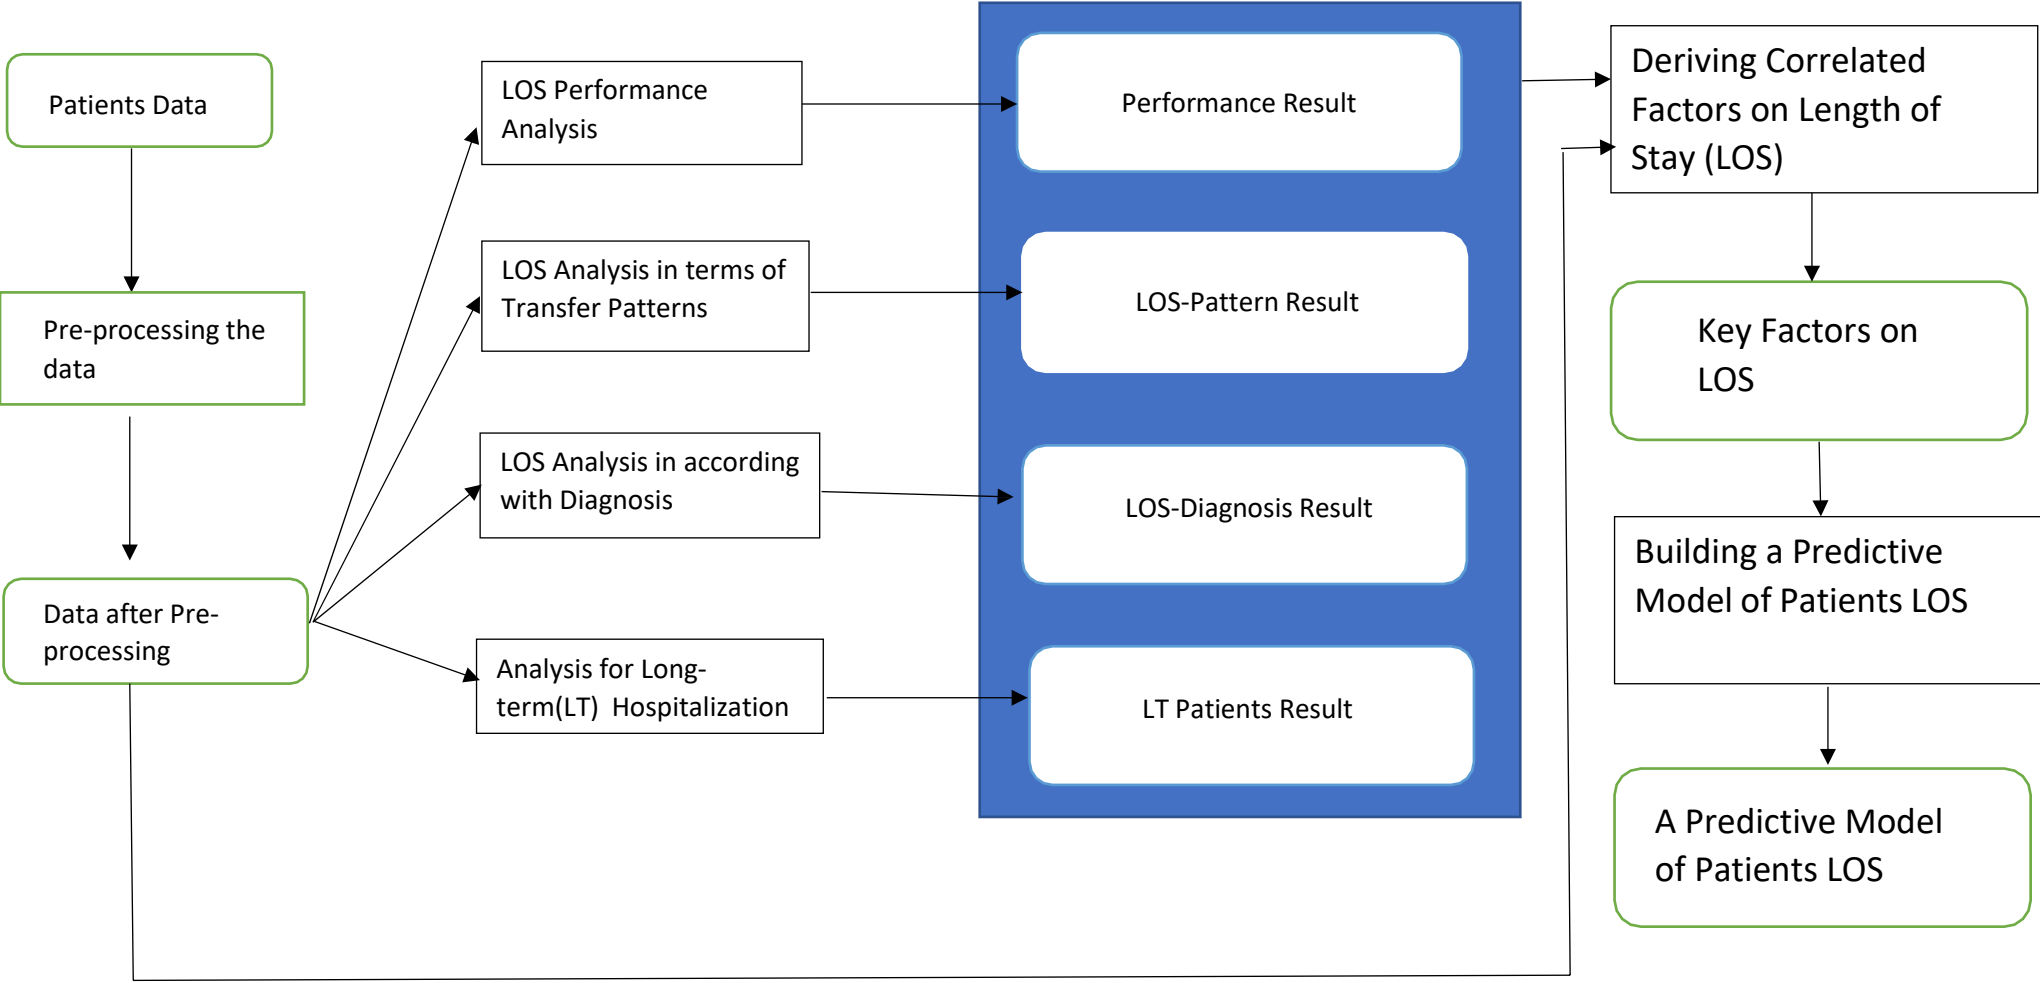 Patients Data
Pre-processing the
data
Data after Pre-
processing
LOS Performance
Analysis
LOS Analysis in terms of
Transfer Patterns
LOS Analysis in according
with Diagnosis
Analysis for Long-
term(LT)  Hospitalization
Performance Result
LOS-Pattern Result
LOS-Diagnosis Result
LT Patients Result
Deriving Correlated
Factors on Length of
Stay (LOS)
Key Factors on
LOS
Building a Predictive
Model of Patients LOS
A Predictive Model
of Patients LOS